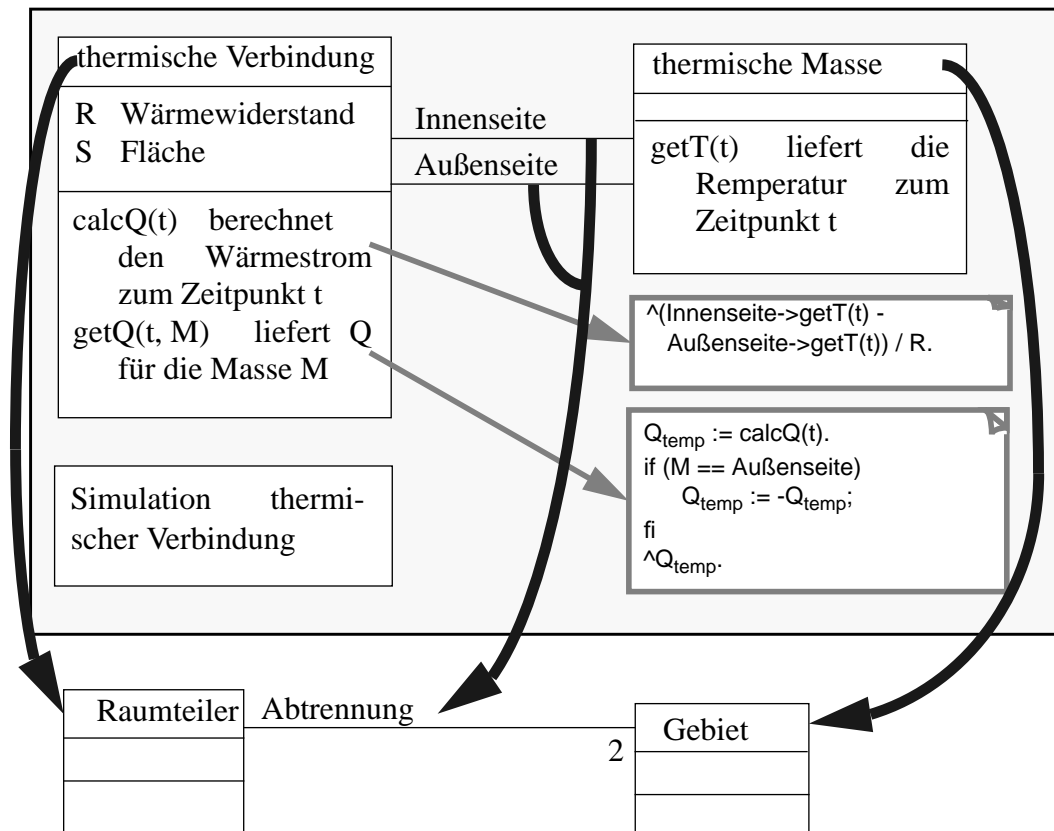 thermische Verbindung
R Wärmewiderstand
S Fläche
calcQ(t) berechnet
den Wärmestrom
zum Zeitpunkt t
getQ(t, M) liefert Q
für die Masse M
Innenseite
Außenseite
thermische Masse
getT(t) liefert die
Remperatur zum
Zeitpunkt t
^(Innenseite->getT(t) -
Außenseite->getT(t)) / R.
Qtemp := calcQ(t).
if (M == Außenseite)
Qtemp := -Qtemp;
fi
^Qtemp.
Simulation thermi-
scher Verbindung
Raumteiler
Abtrennung
2
Gebiet